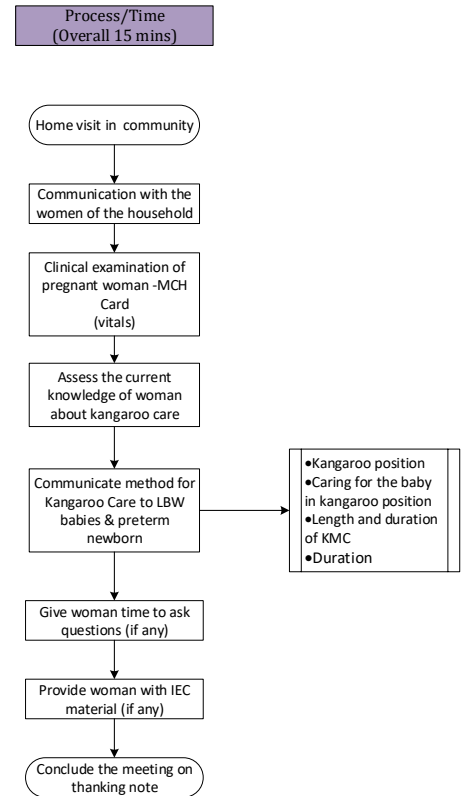 Process/Time
(Overall 15 mins)
Home visit in community
Communication with the
women of the household
Clinical examination of
pregnant woman -MCH
Card
(vitals)
Assess the current
knowledge of woman
about kangaroo care
Communicate method for
Kangaroo Care to LBW
babies & preterm
newborn
•Kangaroo position
•Caring for the baby
in kangaroo position
•Length and duration
of KMC
•Duration
Give woman time to ask
questions (if any)
Provide woman with IEC
material (if any)
Conclude the meeting on
thanking note